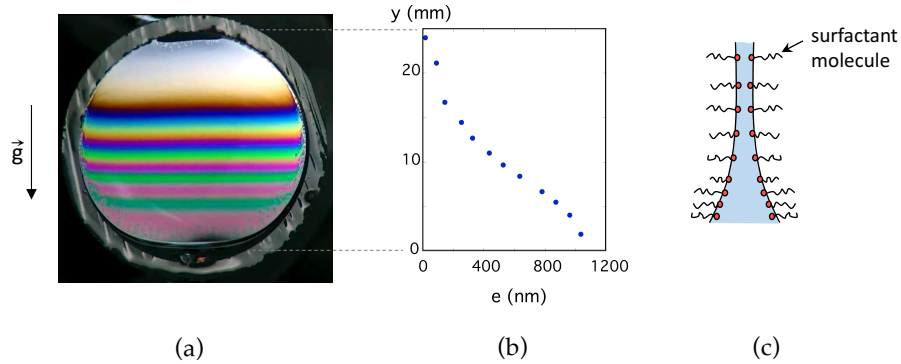 y (mm)
20
10
0
0 400 800 1200
e (nm)
g
surfactant
molecule
(a)
(b)
(c)